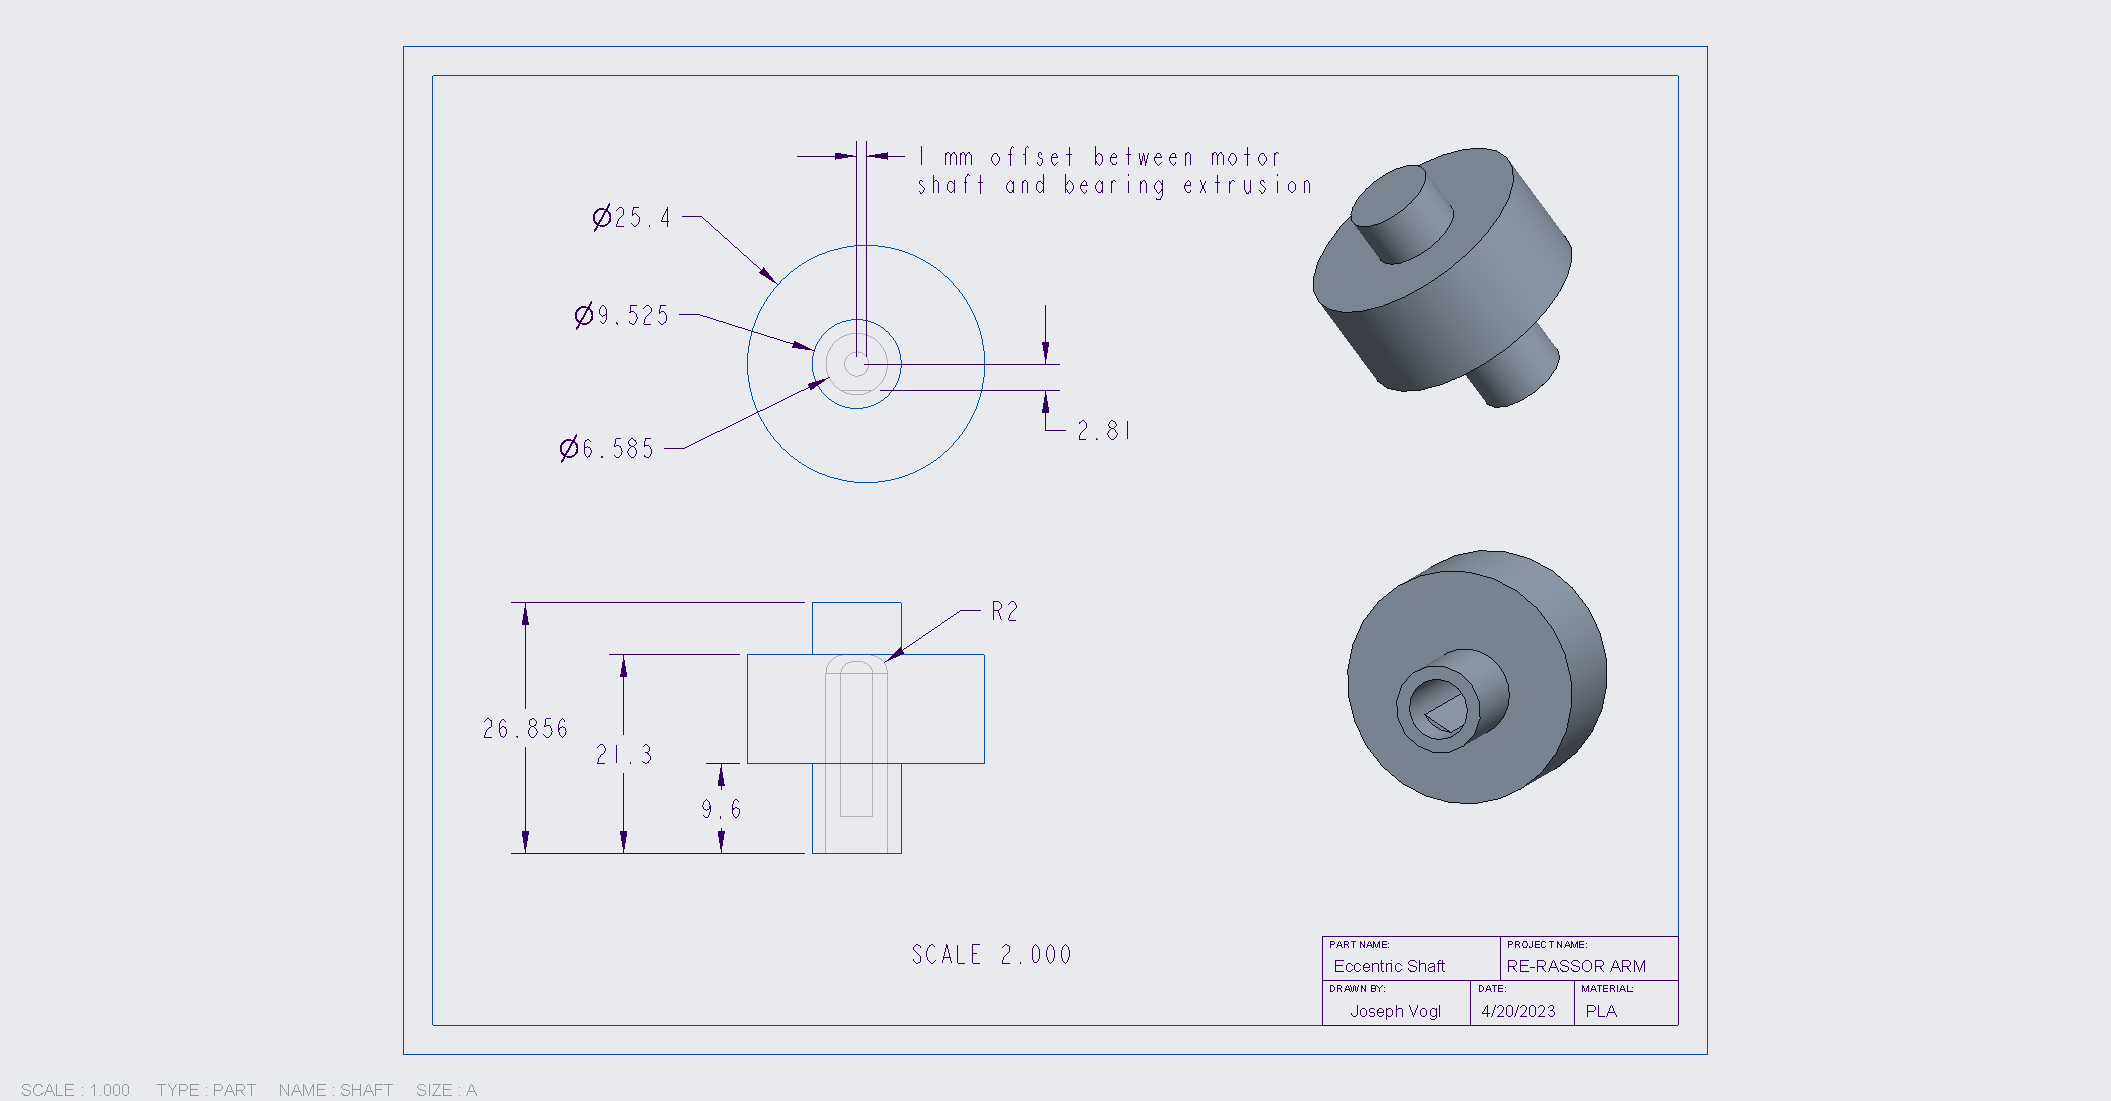 1 mm offset between motor
shaft and bearing extrusion
Ø25.4
Ø9.525
Ø6.585
2.81
R2
26.856
21.3
9.6
SCALE 2.000
PART NAME:
Eccentric Shaft
PROJECT NAME:
RE-RASSOR ARM
DRAWN BY:
Joseph Vogl
DATE:
4/20/2023
MATERIAL:
PLA
SCALE : 1.000 TYPE : PART NAME : SHAFT SIZE : A